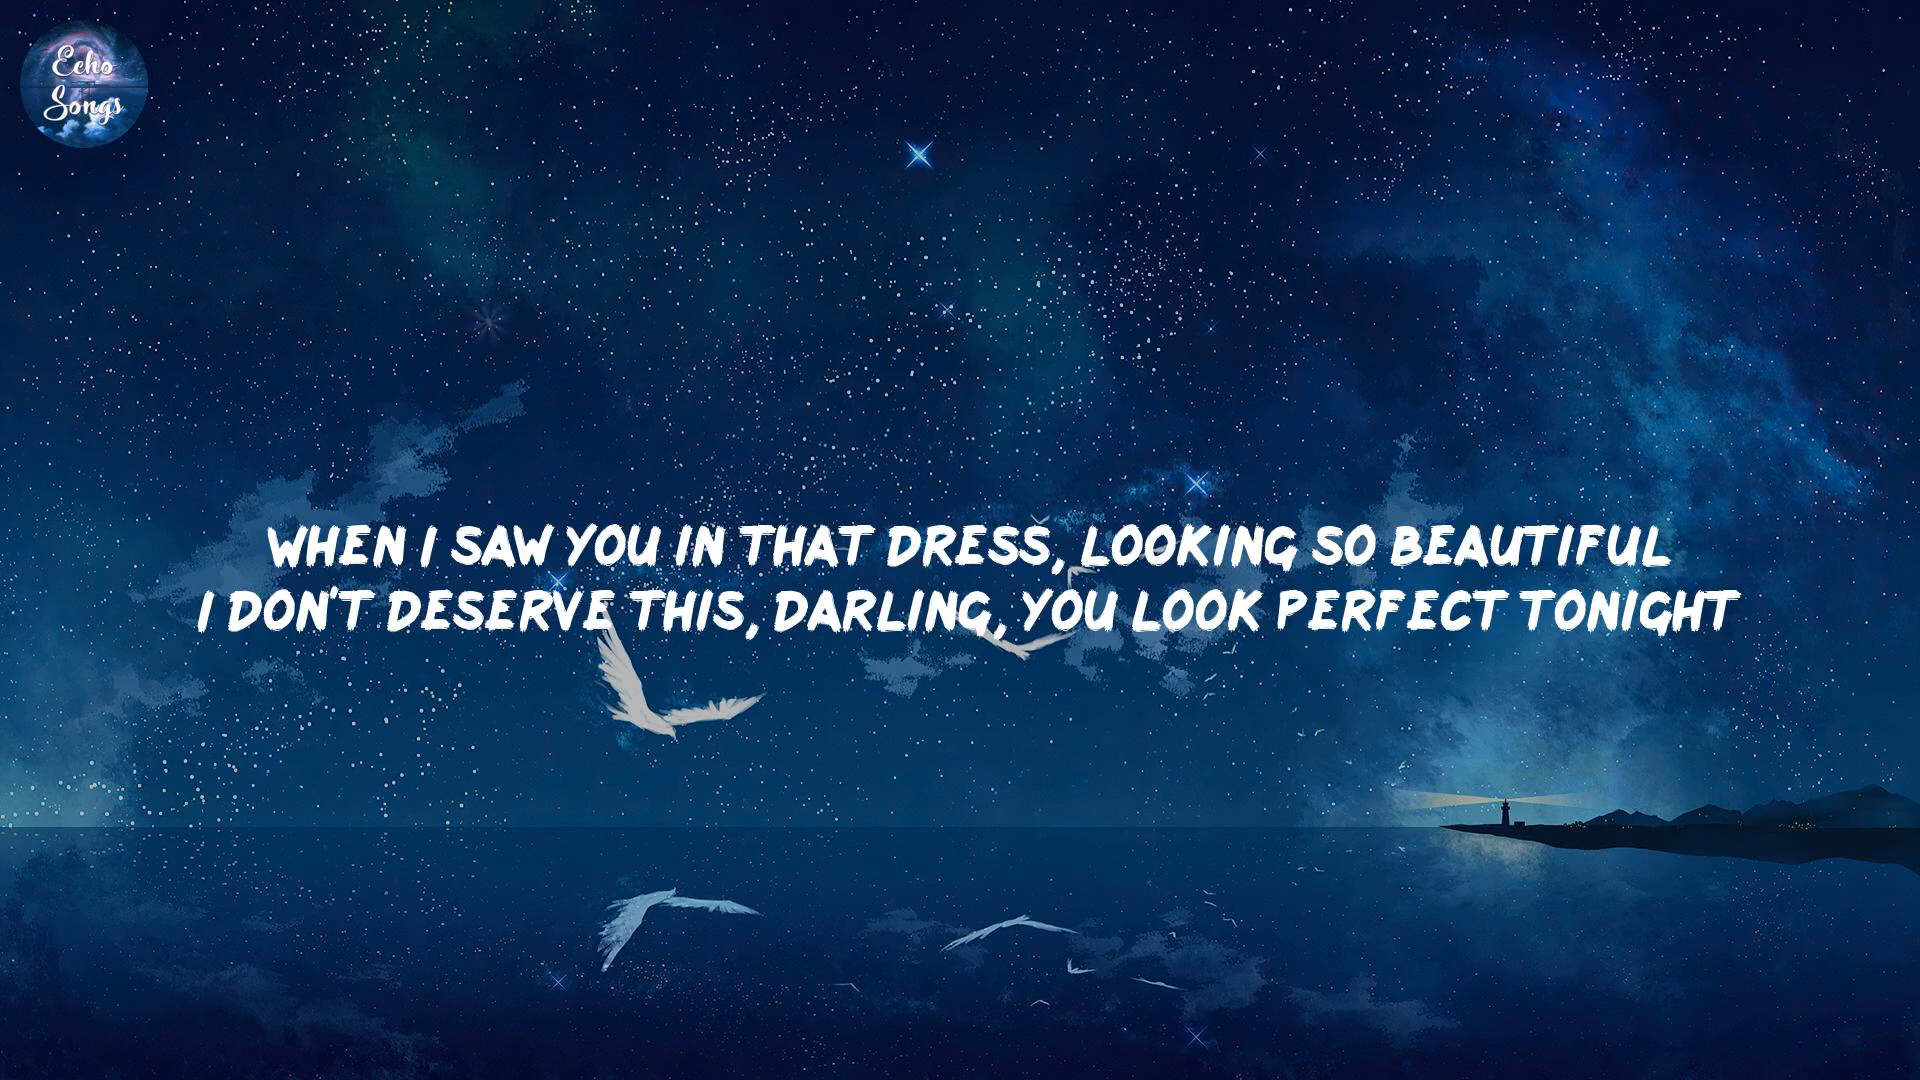 Echo
Songs
WHEN I SAW YOU IN THAT DRESS, LOOKING SO BEAUTIFUL
I DON'T DESERVE THIS, DARLING, YOU LOOK PERFECT TONIGHT